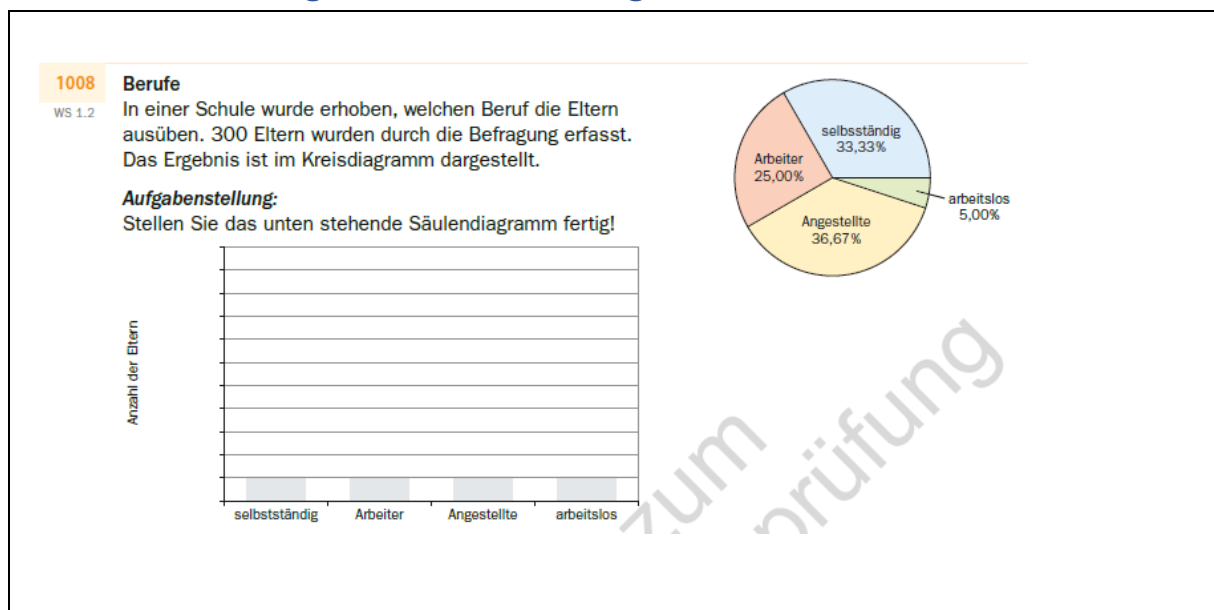 1008 Berufe
WS 1.2 In einer Schule wurde erhoben, welchen Beruf die Eltern
ausüben. 300 Eltern wurden durch die Befragung erfasst.
Das Ergebnis ist im Kreisdiagramm dargestellt.
Aufgabenstellung:
Stellen Sie das unten stehende Säulendiagramm fertig!
selbsständig
33,33%
Arbeiter
25,00%
arbeitslos
5,00%
Angestellte
36,67%
Anzahl der Eltern
selbstständig Arbeiter Angestellte arbeitslos
zum
prüfung